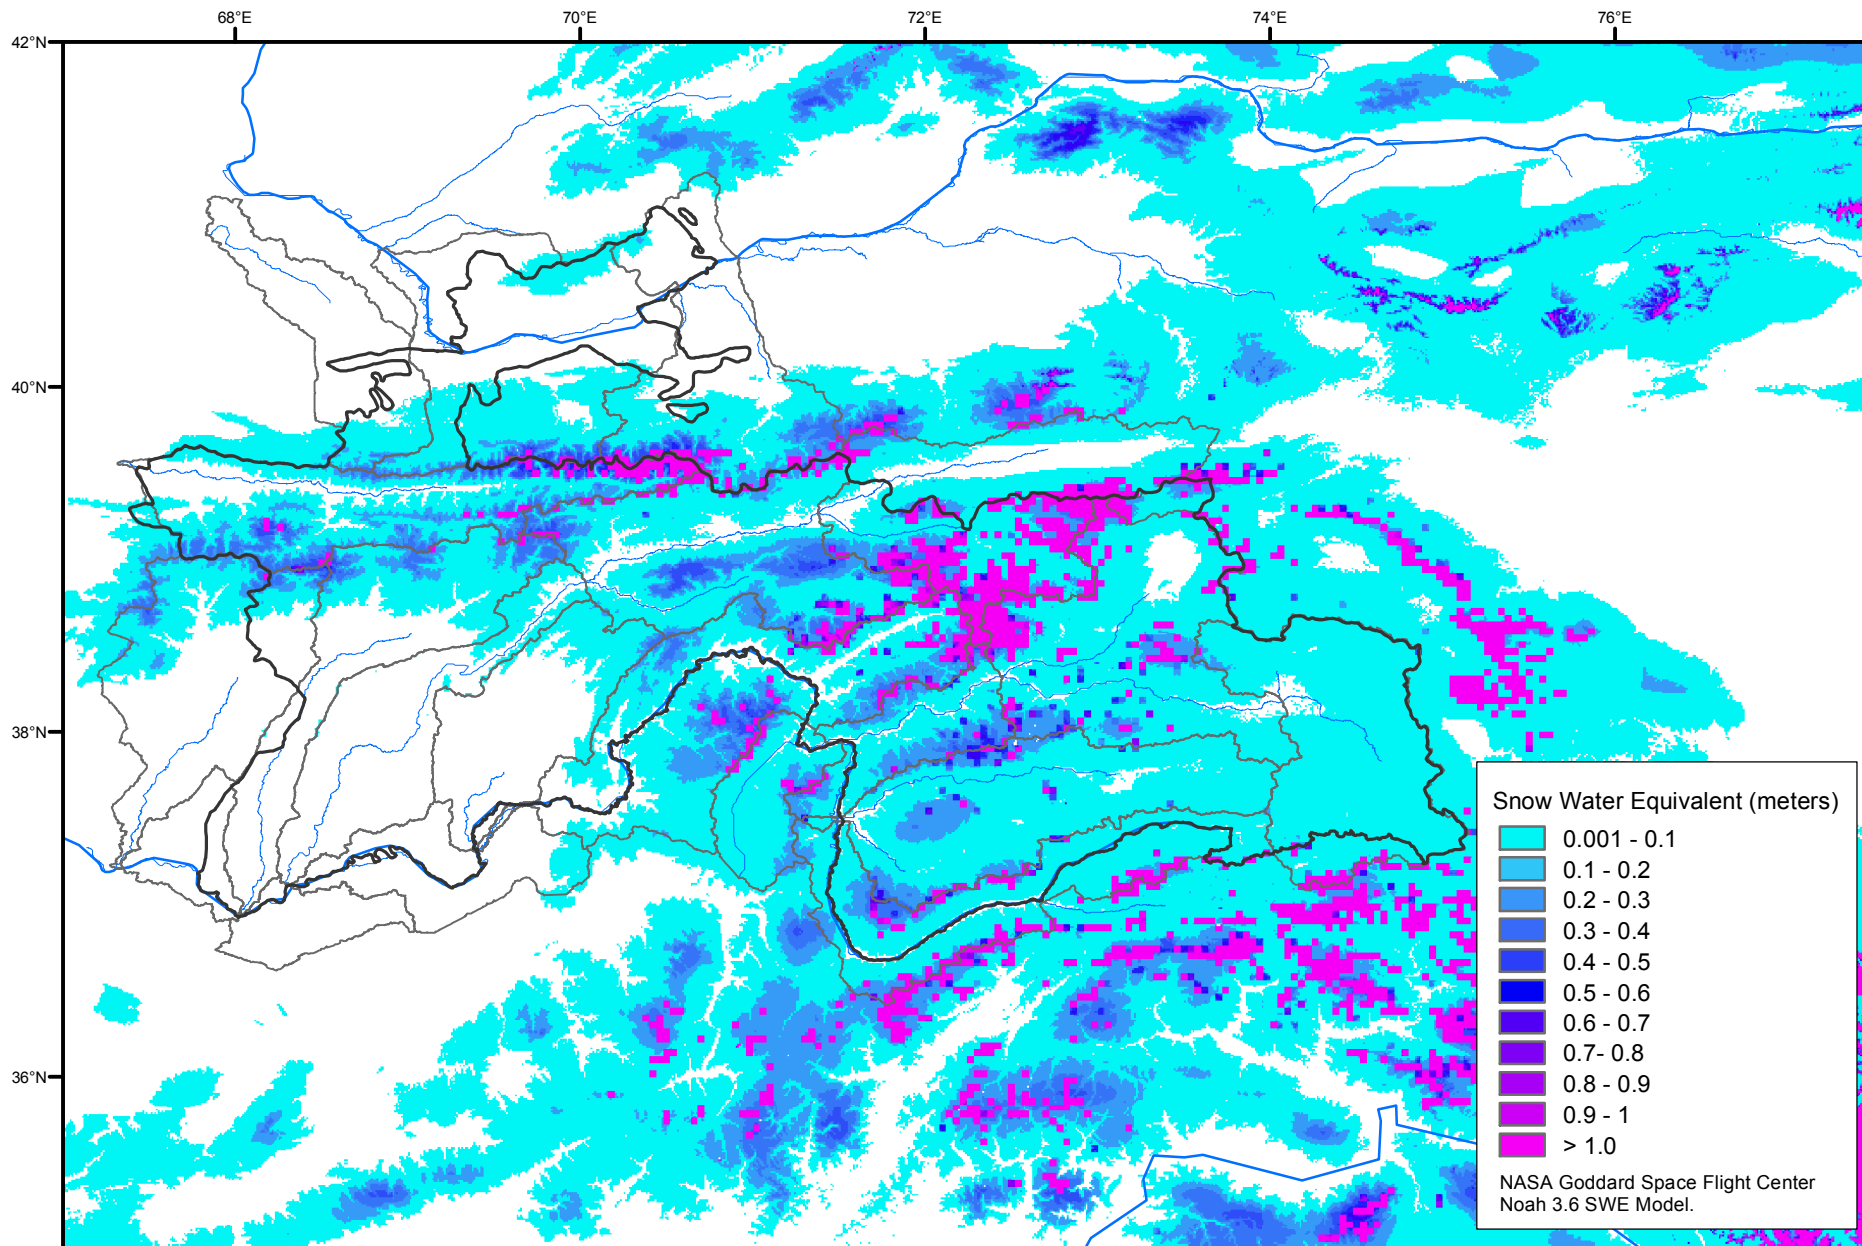 68°E
70°E
72°E
74°E
76°E
42°N
40°N
38°N
36°N
Snow Water Equivalent (meters)
0.001 - 0.1
0.1 - 0.2
0.2 - 0.3
0.3 - 0.4
0.4 - 0.5
0.5 - 0.6
0.6 - 0.7
0.7- 0.8
0.8 - 0.9
0.9 - 1
> 1.0
NASA Goddard Space Flight Center
Noah 3.6 SWE Model.